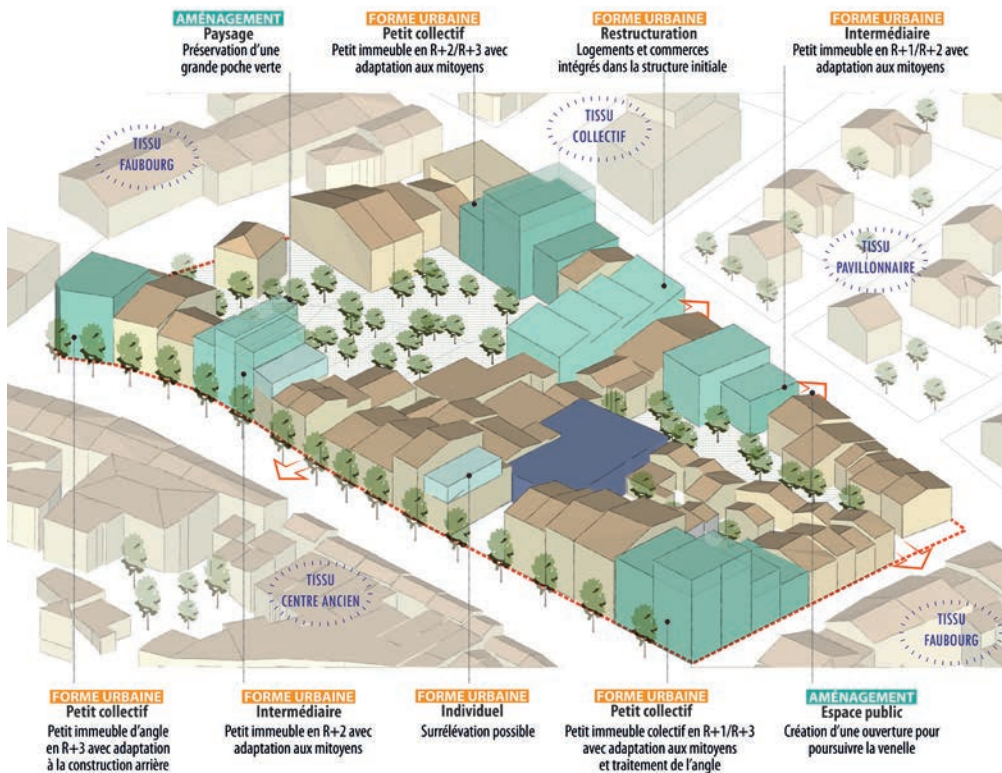 AMÉNAGEMENT
Paysage
Préservation d'une
grande poche verte
FORME URBAINE
Petit collectif
Petit immeuble en R+2/R+3 avec
adaptation aux mitoyens
FORME URBAINE
Restructuration
Logements et commerces
intégrés dans la structure initiale
FORME URBAINE
Intermédiaire
Petit immeuble en R+1/R+2 avec
adaptation aux mitoyens
TISSU
FAUBOURG
TISSU
COLLECTIF
TISSU
PAVILLONNAIRE
TISSU
CENTRE ANCIEN
TISSU
FAUBOURG
FORME URBAINE
Petit collectif
Petit immeuble d'angle
en R+3 avec adaptation
à la construction arrière
FORME URBAINE
Intermédiaire
Petit immeuble en R+2 avec
adaptation aux mitoyens
FORME URBAINE
Individuel
Surrélévation possible
FORME URBAINE
Petit collectif
Petit immeuble colectif en R+1/R+3
avec adaptation aux mitoyens
et traitement de l'angle
AMÉNAGEMENT
Espace public
Création d'une ouverture pour
poursuivre la venelle